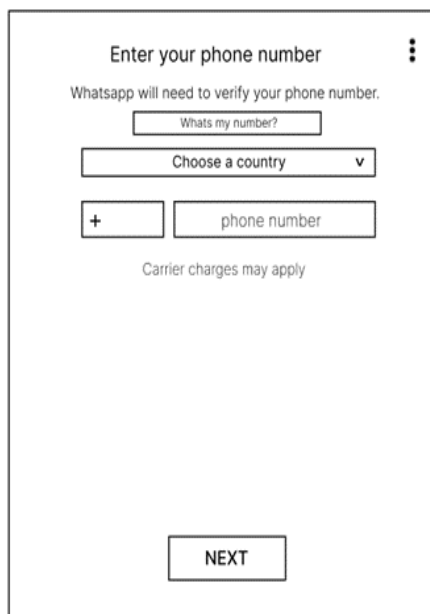 Enter your phone number
Whatsapp will need to verify your phone number.
Whats my number?
Choose a country v
+ phone number
Carrier charges may apply
NEXT